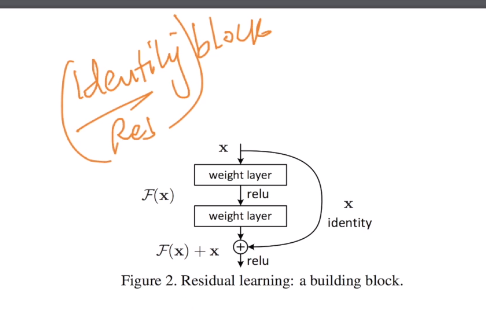 (Identity) block
Res
x
weight layer
relu
F(x)
x
weight layer
identity
F(x) + x
relu
Figure 2. Residual learning: a building block.